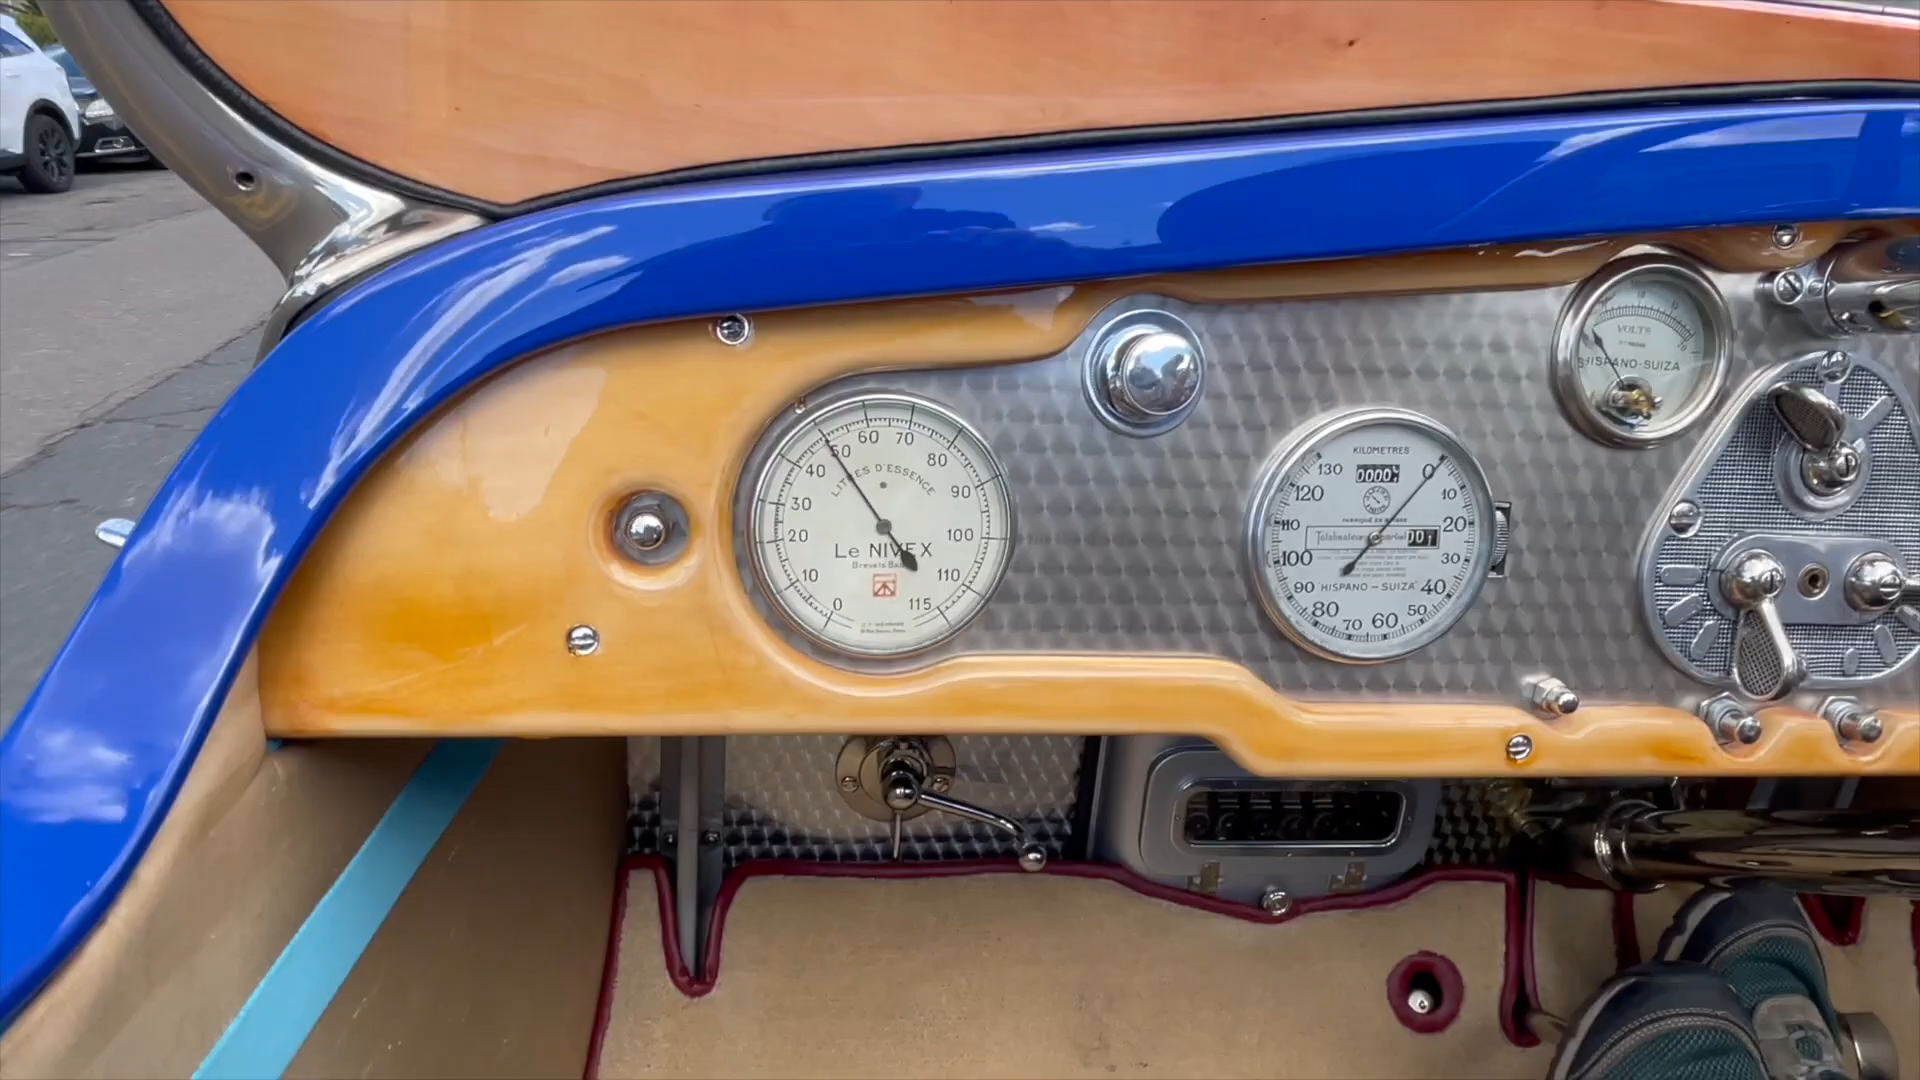 60 70
50 80
40 90
LITRES D'ESSENCE
30 100
20 110
10 115
0
Le NIVEX
KILOMETRES
130 0
0000
120 10
110 20
FABRIQUÉ EN SUISSE
Totalisateur partiel 001
100 30
90 HISPANO-SUIZA 40
80 50
70 60
VOLTS
HISPANO-SUIZA